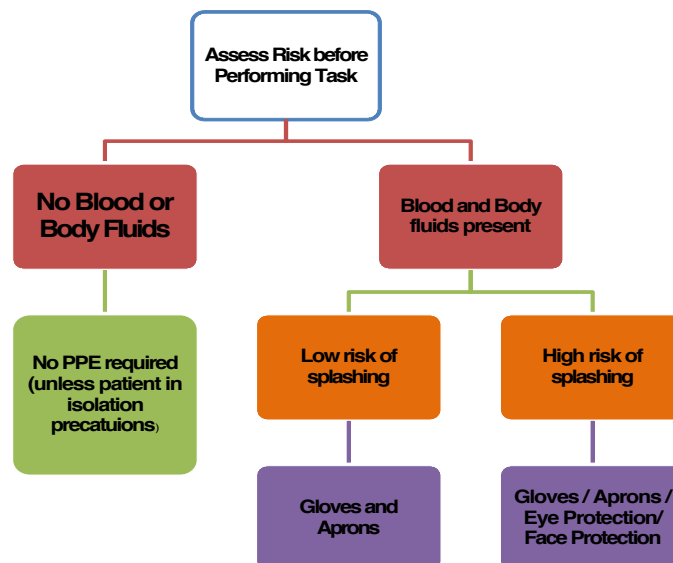 Assess Risk before
Performing Task
No Blood or
Body Fluids
Blood and Body
fluids present
No PPE required
(unless patient in
isolation
precatuions)
Low risk of
splashing
High risk of
splashing
Gloves and
Aprons
Gloves / Aprons /
Eye Protection/
Face Protection